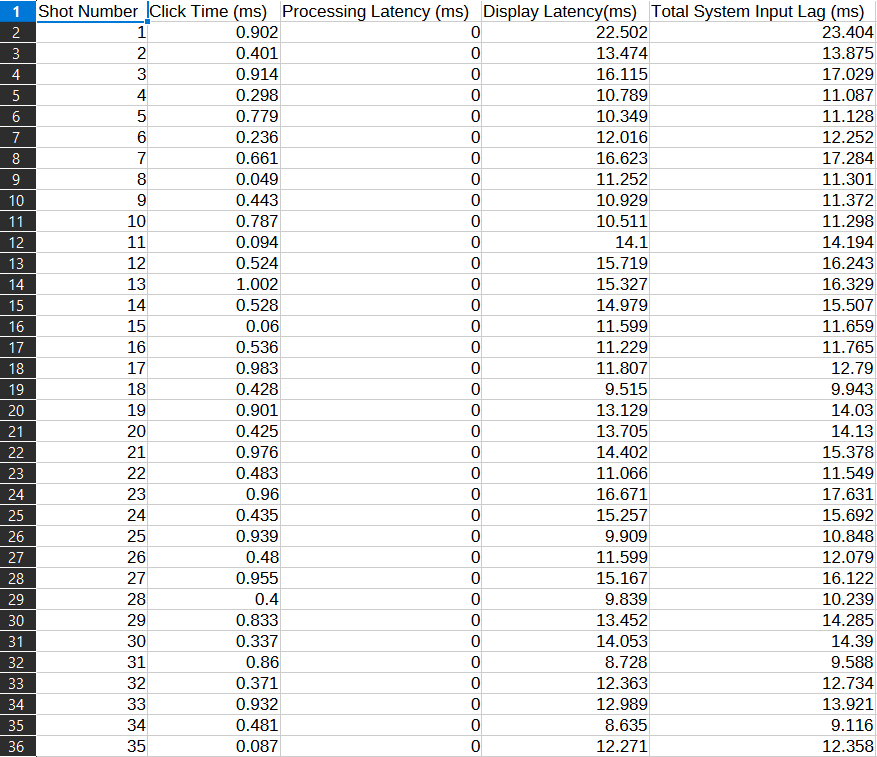 1 Shot Number Click Time (ms) Processing Latency (ms) Display Latency(ms) Total System Input Lag (ms)
2 1 0.902 0 22.502 23.404
3 2 0.401 0 13.474 13.875
4 3 0.914 0 16.115 17.029
5 4 0.298 0 10.789 11.087
6 5 0.779 0 10.349 11.128
7 6 0.236 0 12.016 12.252
8 7 0.661 0 16.623 17.284
9 8 0.049 0 11.252 11.301
10 9 0.443 0 10.929 11.372
11 10 0.787 0 10.511 11.298
12 11 0.094 0 14.1 14.194
13 12 0.524 0 15.719 16.243
14 13 1.002 0 15.327 16.329
15 14 0.528 0 14.979 15.507
16 15 0.06 0 11.599 11.659
17 16 0.536 0 11.229 11.765
18 17 0.983 0 11.807 12.79
19 18 0.428 0 9.515 9.943
20 19 0.901 0 13.129 14.03
21 20 0.425 0 13.705 14.13
22 21 0.976 0 14.402 15.378
23 22 0.483 0 11.066 11.549
24 23 0.96 0 16.671 17.631
25 24 0.435 0 15.257 15.692
26 25 0.939 0 9.909 10.848
27 26 0.48 0 11.599 12.079
28 27 0.955 0 15.167 16.122
29 28 0.4 0 9.839 10.239
30 29 0.833 0 13.452 14.285
31 30 0.337 0 14.053 14.39
32 31 0.86 0 8.728 9.588
33 32 0.371 0 12.363 12.734
34 33 0.932 0 12.989 13.921
35 34 0.481 0 8.635 9.116
36 35 0.087 0 12.271 12.358